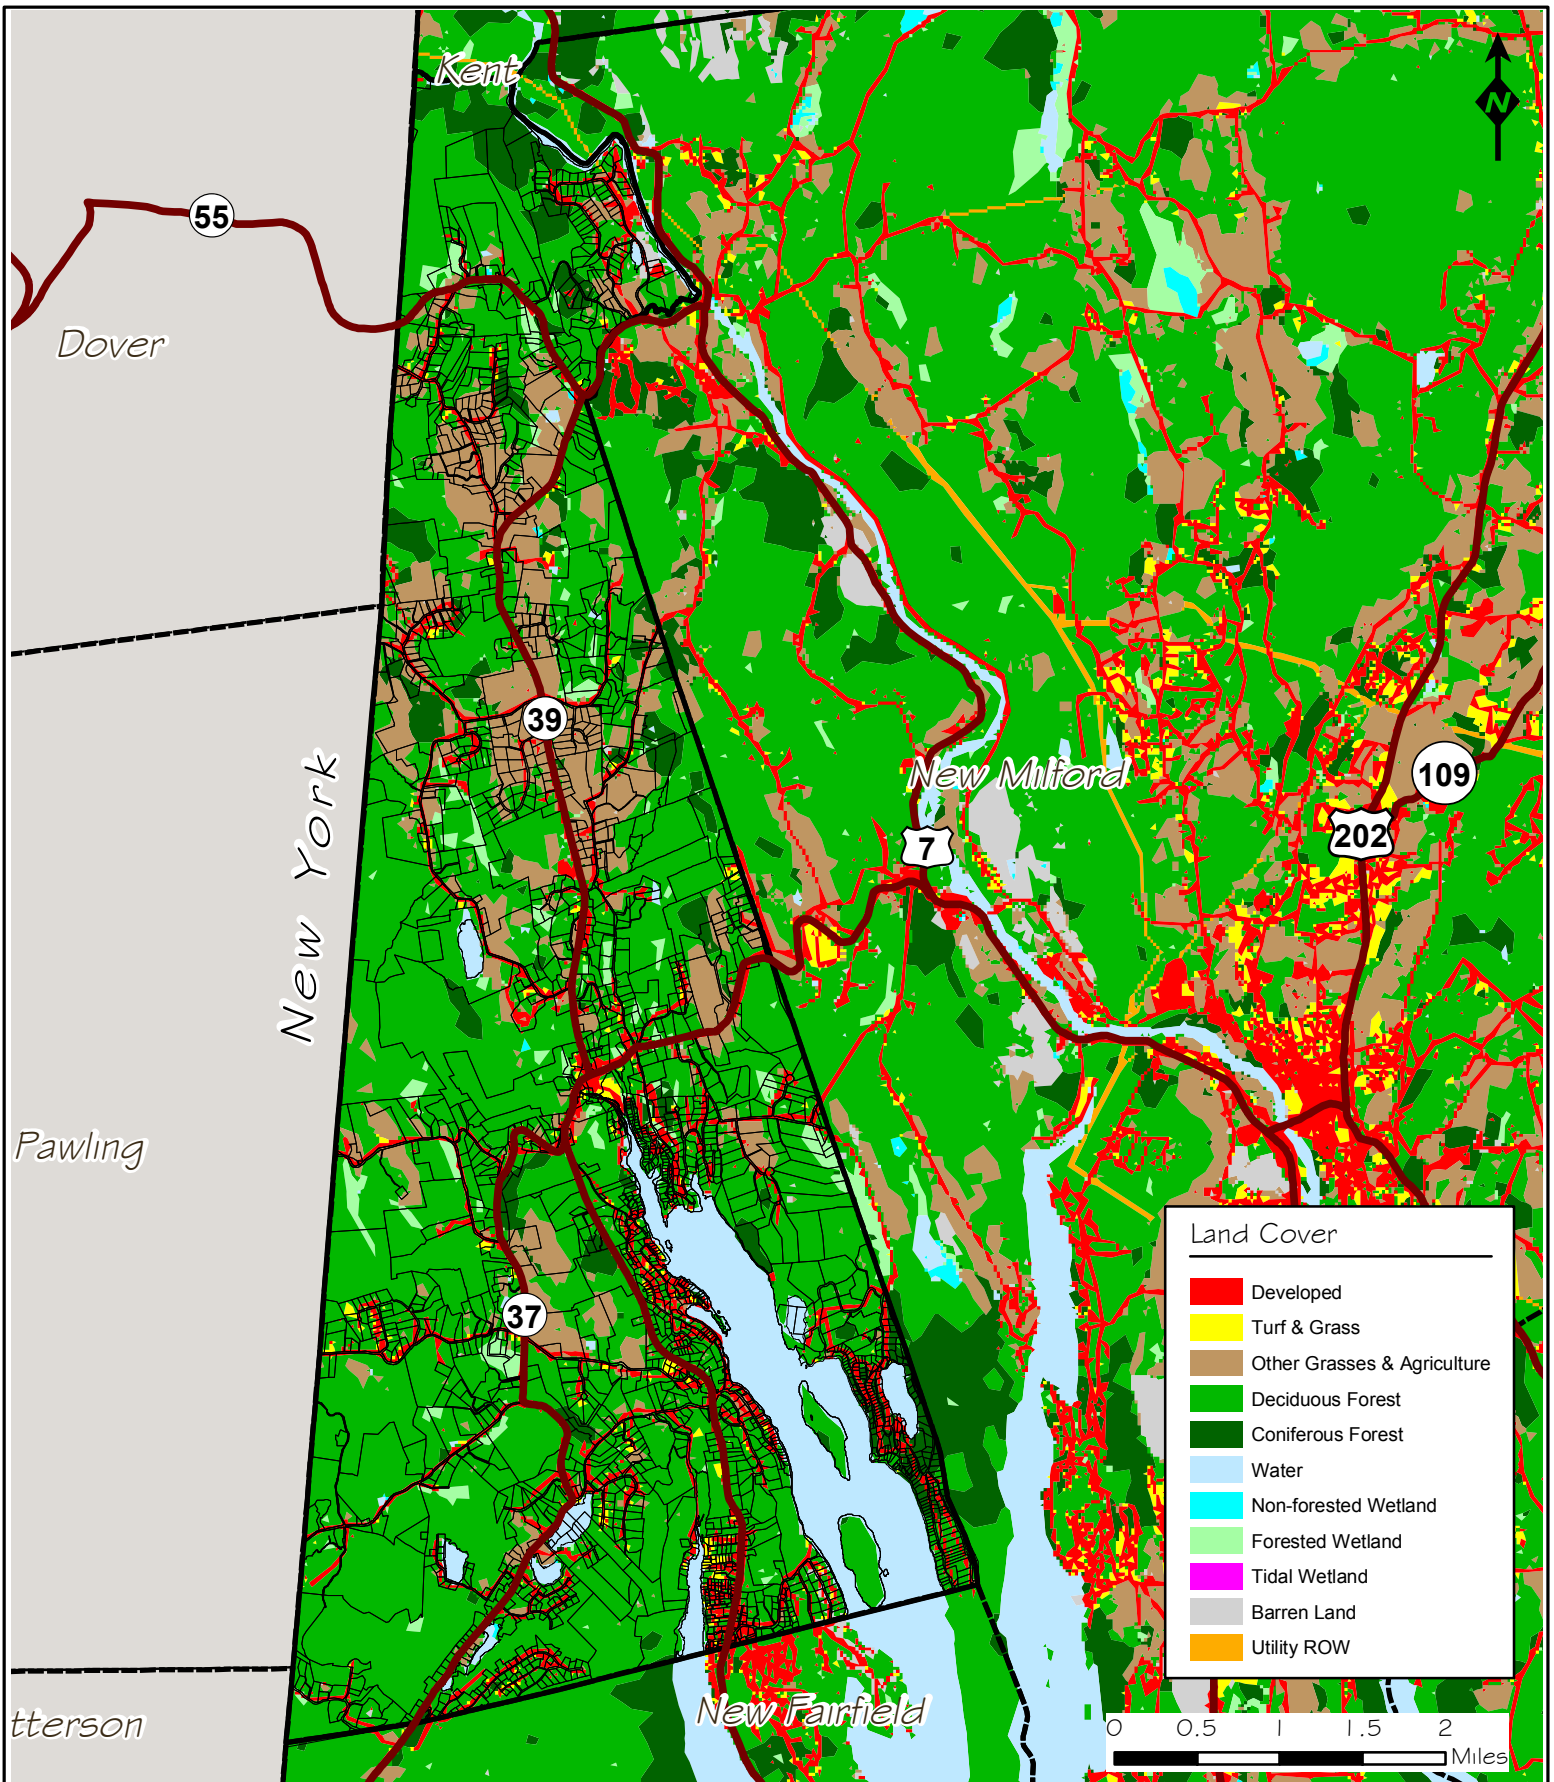 Kent
N
55
Dover
39
New York
New Milford
109
7
202
Pawling
37
Land Cover
Developed
Turf & Grass
Other Grasses & Agriculture
Deciduous Forest
Coniferous Forest
Water
Non-forested Wetland
Forested Wetland
Tidal Wetland
Barren Land
Utility ROW
New Fairfield
tterson
0 0.5 1 1.5 2
Miles